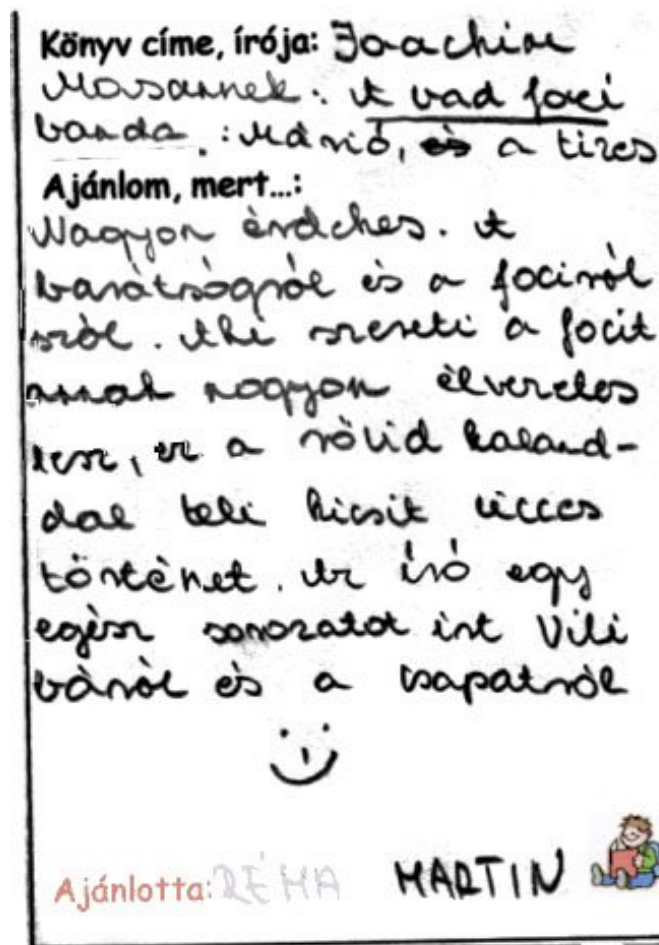 Könyv címe, írója: Joachim
Masannek: A vad foci
banda.: Márió, és a tizes
Ajánlom, mert...:
Nagyon érdekes. A
barátságról és a fociról
szól. Aki szereti a focit
annak nagyon élvezetes
lesz, ez a rövid kaland-
dal teli kicsit vicces
történet. Az író egy
egész sorozatot írt Vili
báról és a csapatról
Ajánlotta: RÉMA MARTIN